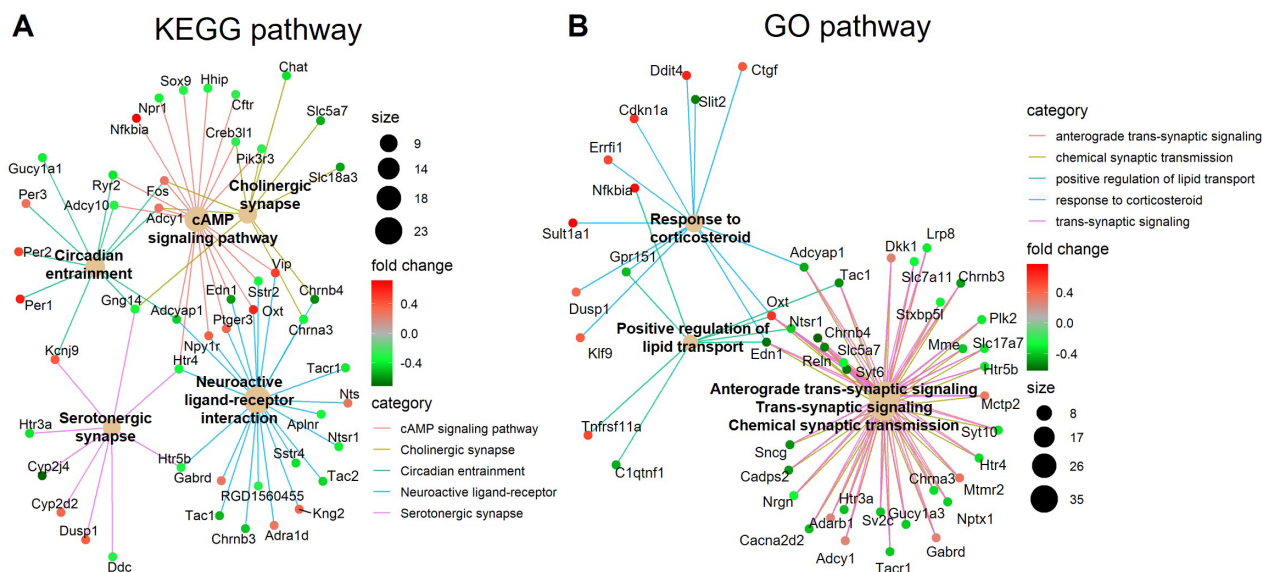 A
KEGG pathway
Chat
Sox9
Hhip
Npr1
Cftr
Slc5a7
Nfkbia
Creb3l1
Pik3r3
Gucy1a1
Ryr2
Fos
Slc18a3
Per3
Adcy10
Cholinergic
synapse
Adcy1
cAMP
signaling pathway
Per2
Circadian
entrainment
Vip
Gng14
Edn1
Sstr2
Chrnb4
Per1
Adcyap1
Oxt
Ptger3
Chrna3
Kcnj9
Npy1r
Htr4
Tacr1
Neuroactive
ligand-receptor
interaction
Nts
Serotonergic
synapse
Aplnr
Htr3a
Ntsr1
Sstr4
Htr5b
Cyp2j4
Gabrd
Tac2
RGD1560455
Cyp2d2
Tac1
Kng2
Dusp1
Chrnb3
Adra1d
Ddc
size
9
14
18
23
fold change
0.4
0.0
-0.4
category
cAMP signaling pathway
Cholinergic synapse
Circadian entrainment
Neuroactive ligand-receptor
Serotonergic synapse
B
GO pathway
Ddit4
Ctgf
Slit2
Cdkn1a
Errfi1
Nfkbia
Response to
corticosteroid
Sult1a1
Lrp8
Dkk1
Adcyap1
Gpr151
Tac1
Slc7a11
Chrnb3
Dusp1
Oxt
Stxbp5l
Positive regulation of
lipid transport
Ntsr1
Chrnb4
Plk2
Klf9
Edn1
Slc5a7
Mme
Slc17a7
Reln
Syt6
Htr5b
Anterograde trans-synaptic signaling
Trans-synaptic signaling
Chemical synaptic transmission
Mctp2
Tnfrsf11a
Syt10
Sncg
Htr4
C1qtnf1
Cadps2
Chrna3
Mtmr2
Nrgn
Htr3a
Nptx1
Adarb1
Sv2c
Gucy1a3
Cacna2d2
Adcy1
Gabrd
Tacr1
category
anterograde trans-synaptic signaling
chemical synaptic transmission
positive regulation of lipid transport
response to corticosteroid
trans-synaptic signaling
fold change
0.4
0.0
-0.4
size
8
17
26
35